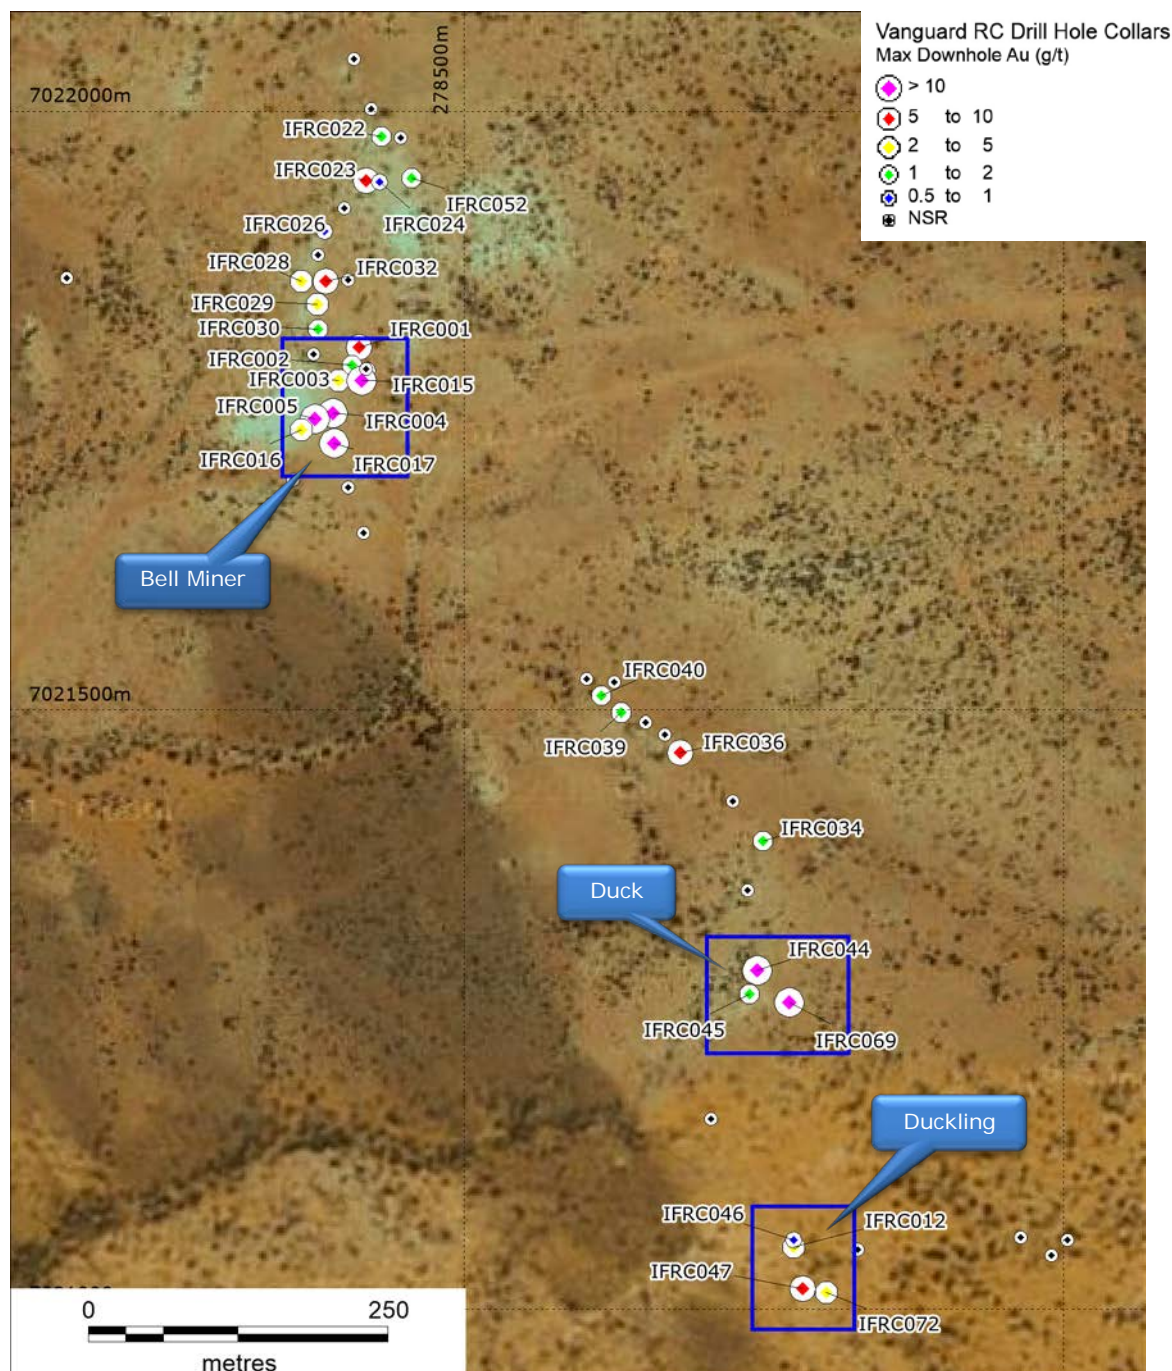 Vanguard RC Drill Hole Collars
Max Downhole Au (g/t)
> 10
5 to 10
2 to 5
1 to 2
0.5 to 1
NSR
278500m
7022000m
IFRC022
IFRC023
IFRC052
IFRC024
IFRC026
IFRC028
IFRC032
IFRC029
IFRC030
IFRC001
IFRC002
IFRC003
IFRC015
IFRC005
IFRC004
IFRC016
IFRC017
Bell Miner
IFRC040
7021500m
IFRC039
IFRC036
IFRC034
Duck
IFRC044
IFRC045
IFRC069
Duckling
IFRC046
IFRC012
IFRC047
IFRC072
0 250
metres